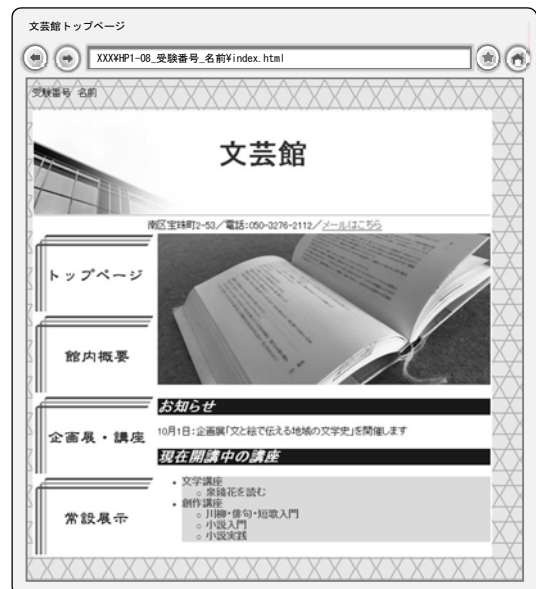 文芸館トップページ
XXX¥HP1-08_受験番号_名前¥index.html
受験番号 名前
文芸館
南区宝珠町2-53／電話:050-3276-2112／メールはこちら
トップページ
館内概要
企画展・講座
常設展示
お知らせ
10月1日:企画展「文と絵で伝える地域の文学史」を開催します
現在開講中の講座
・文学講座
○泉鏡花を読む
・創作講座
○川柳・俳句・短歌入門
○小説入門
○小説実践